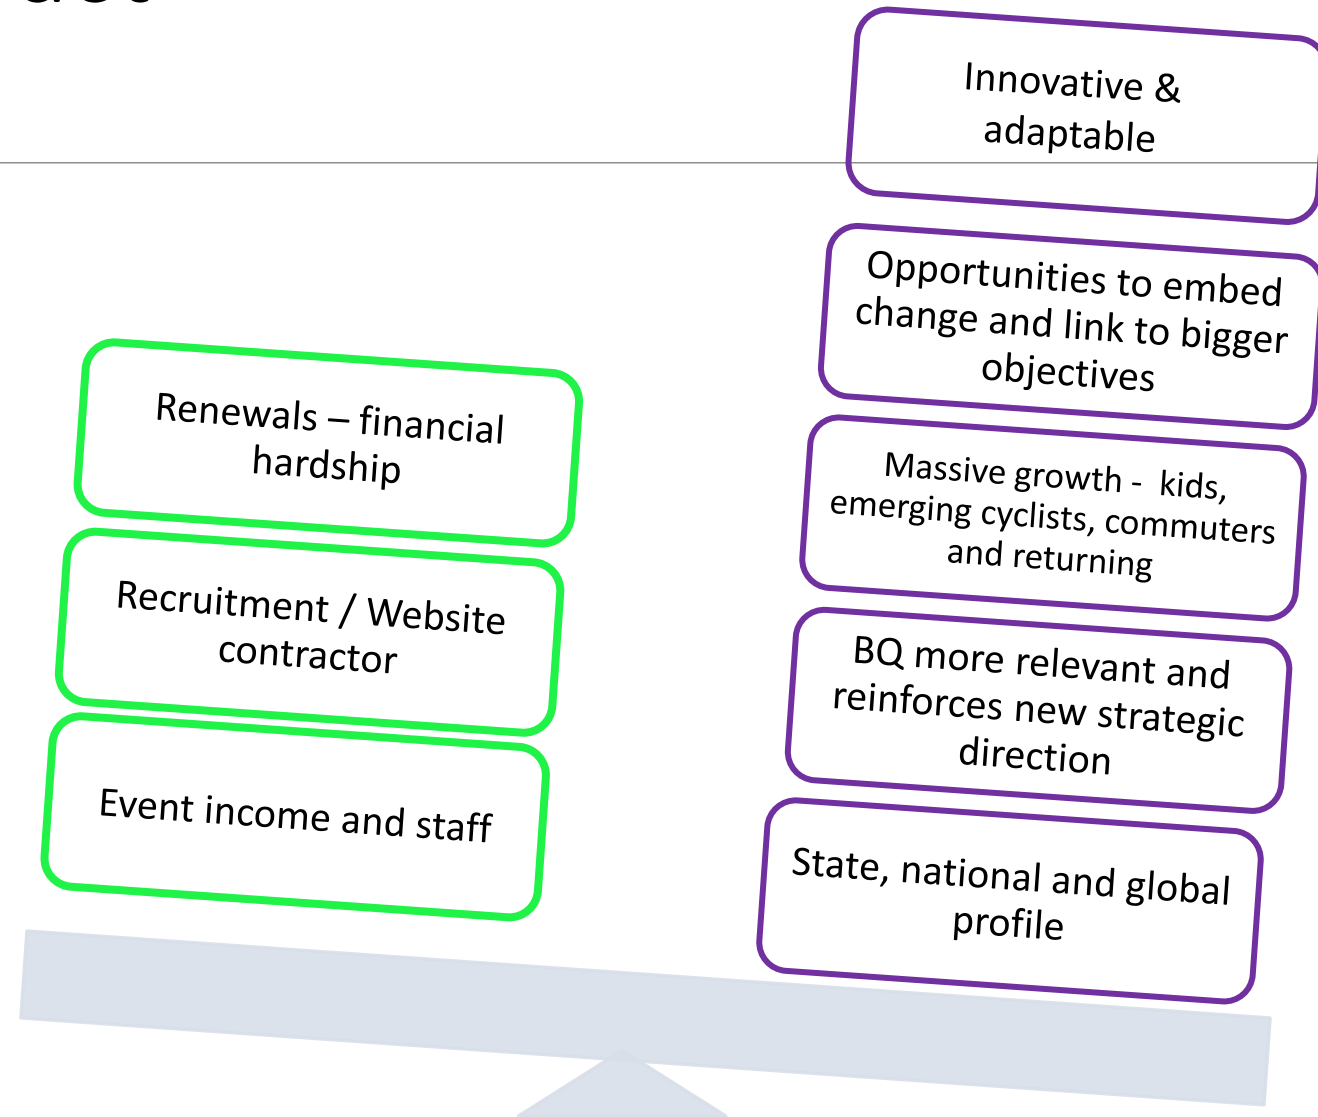 Renewals – financial
hardship
Recruitment / Website
contractor
Event income and staff
Innovative &
adaptable
Opportunities to embed
change and link to bigger
objectives
Massive growth -  kids,
emerging cyclists, commuters
and returning
BQ more relevant and
reinforces new strategic
direction
State, national and global
profile